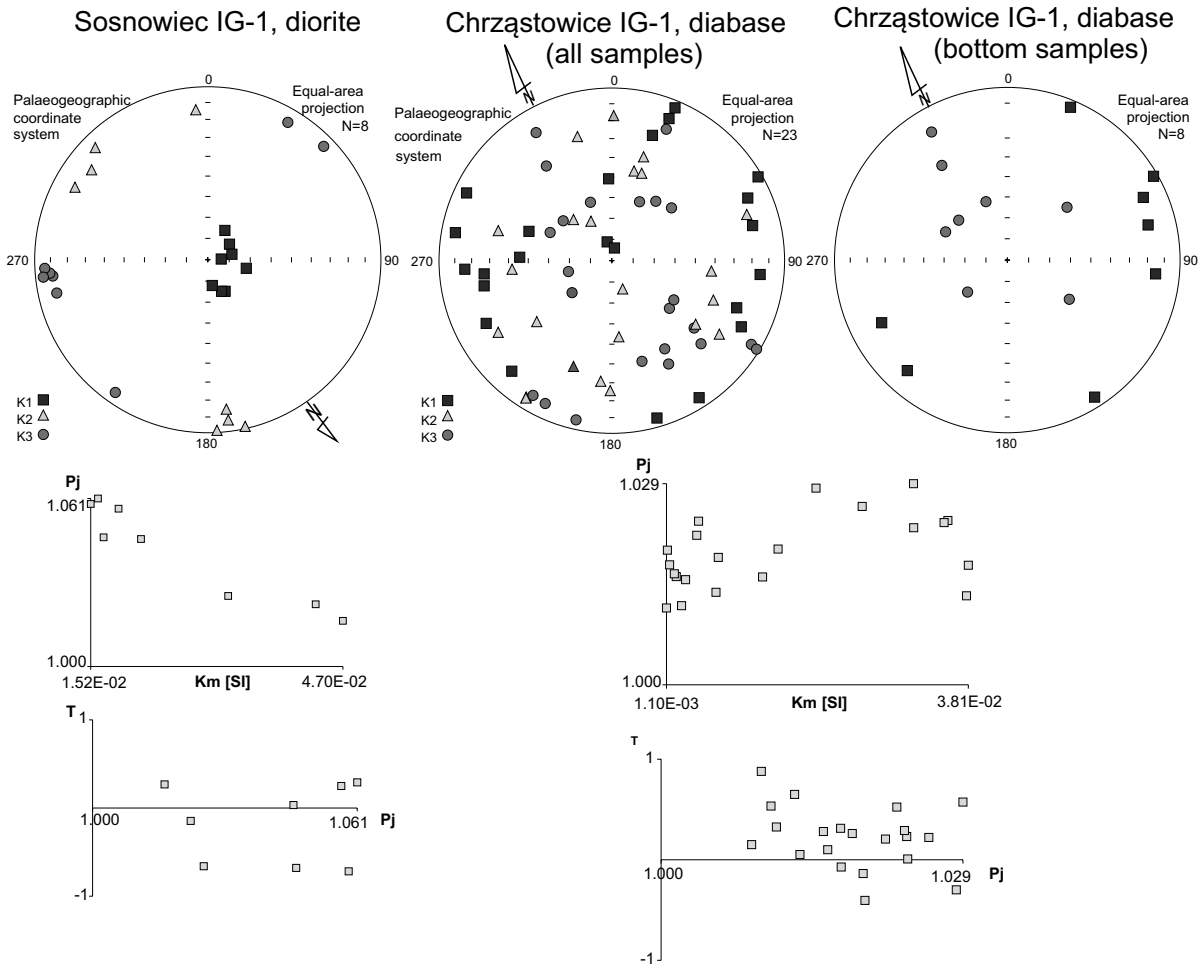 Sosnowiec IG-1, diorite
Palaeogeographic
coordinate
system
Equal-area
projection
N=8
0
90
180
270
N
K1
K2
K3
Chrząstowice IG-1, diabase
(all samples)
N
Palaeogeographic
coordinate
system
Equal-area
projection
N=23
0
90
180
270
K1
K2
K3
Chrząstowice IG-1, diabase
(bottom samples)
N
Equal-area
projection
N=8
0
90
180
270
Pj
1.061
1.000
1.52E-02
Km [SI]
4.70E-02
Pj
1.029
1.000
1.10E-03
Km [SI]
3.81E-02
T
1
1.000
1.061
Pj
-1
T
1
1.000
1.029
Pj
-1